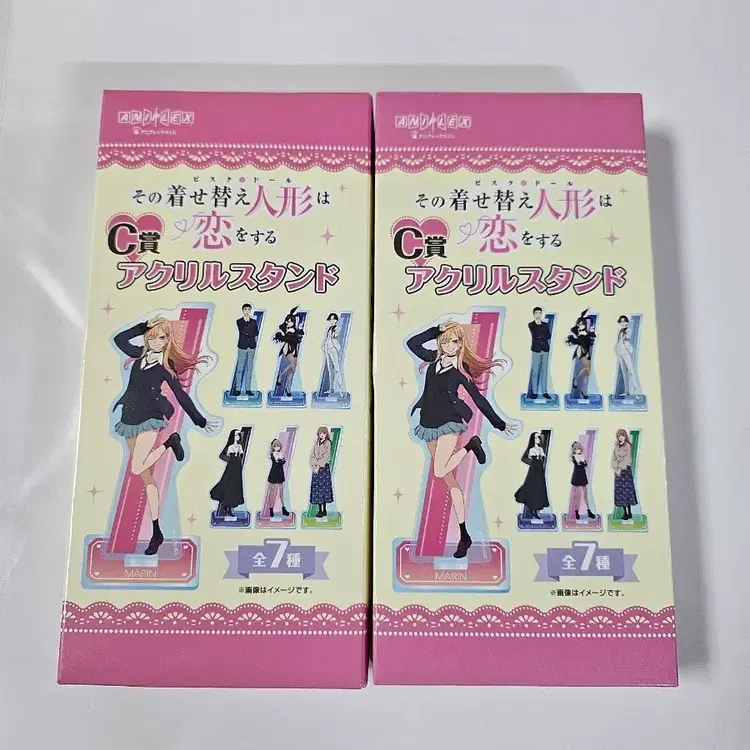 ANIPLEX
アニプレックスくじ
ビスク・ドール
その着せ替え人形は
恋をする
C賞
アクリルスタンド
MARIN
全7種
※画像はイメージです。
ANIPLEX
アニプレックスくじ
ビスク・ドール
その着せ替え人形は
恋をする
C賞
アクリルスタンド
MARIN
全7種
※画像はイメージです。